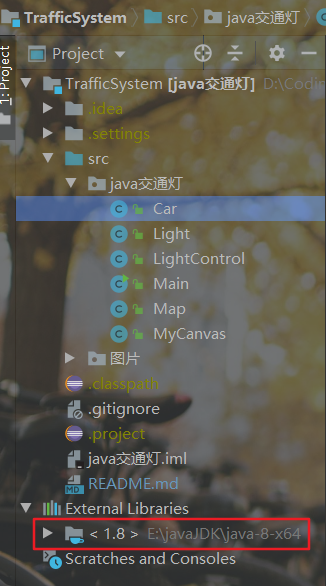 TrafficSystem src java交通灯
1: Project
Project
TrafficSystem [java交通灯] D:\Codin
.idea
.settings
src
java交通灯
Car
Light
LightControl
Main
Map
MyCanvas
图片
.classpath
.gitignore
.project
java交通灯.iml
README.md
External Libraries
< 1.8 > E:\javaJDK\java-8-x64
Scratches and Consoles